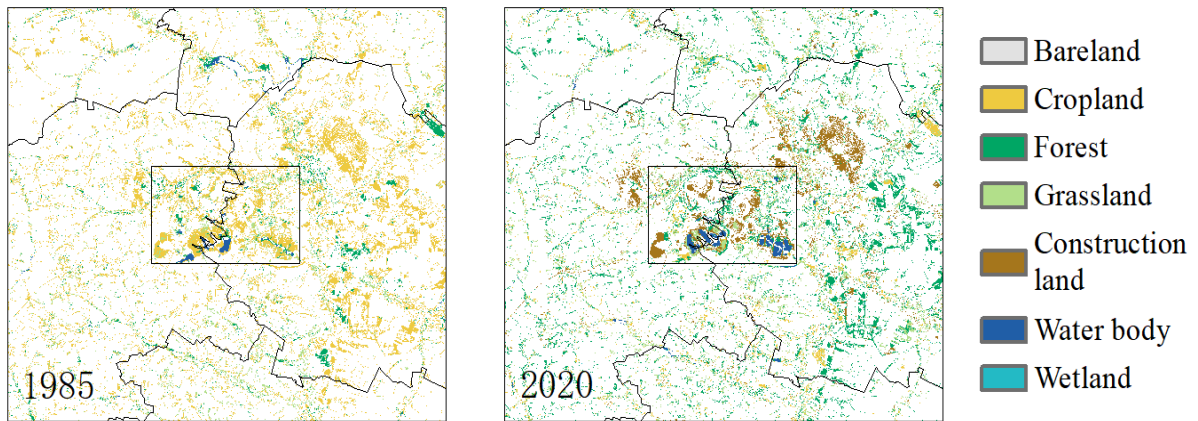 1985
2020
Bareland
Cropland
Forest
Grassland
Construction
land
Water body
Wetland